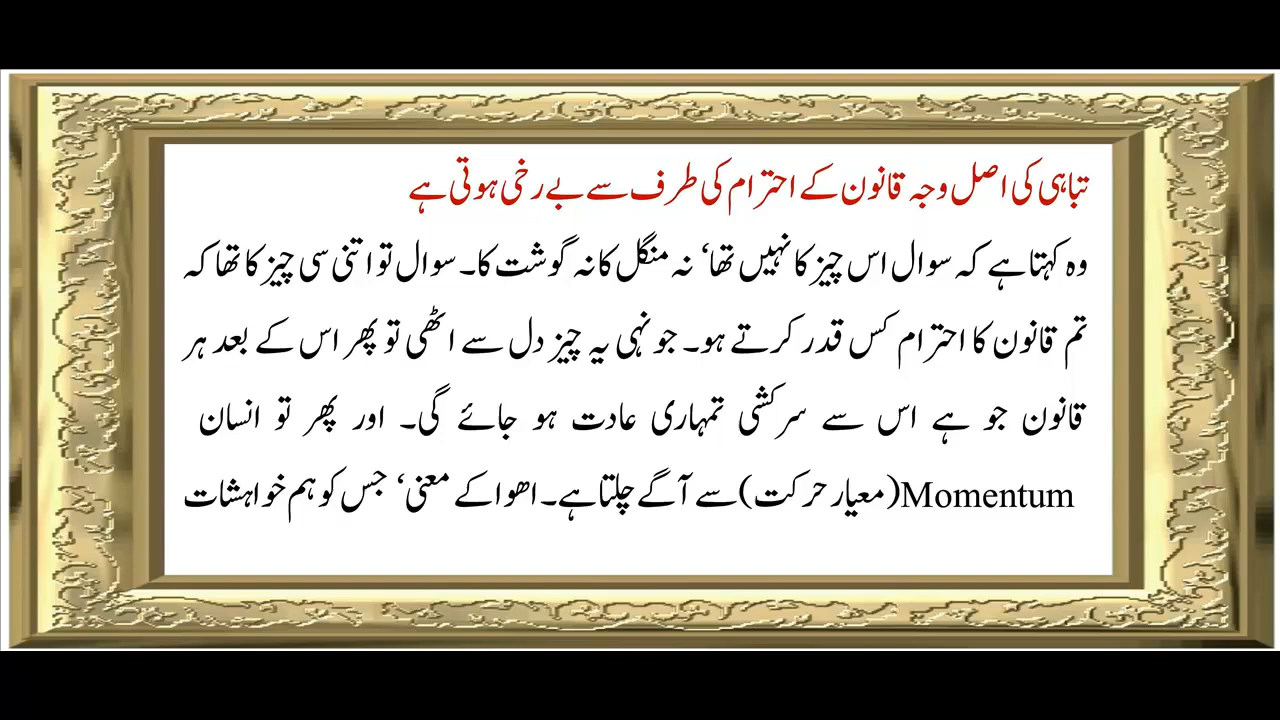 تباہی کی اصل وجہ قانون کے احترام کی طرف سے بے رخی ہوتی ہے
وہ کہتا ہے کہ سوال اس چیز کا نہیں تھا‘ نہ منگل کا نہ گوشت کا۔ سوال تو اتنی سی چیز کا تھا کہ
تم قانون کا احترام کس قدر کرتے ہو۔ جونہی یہ چیز دل سے اٹھی تو پھر اس کے بعد ہر
قانون جو ہے اس سے سرکشی تمہاری عادت ہو جائے گی۔ اور پھر تو انسان
Momentum (معیار حرکت) سے آگے چلتا ہے۔ اھوا کے معنی‘ جس کو ہم خواہشات